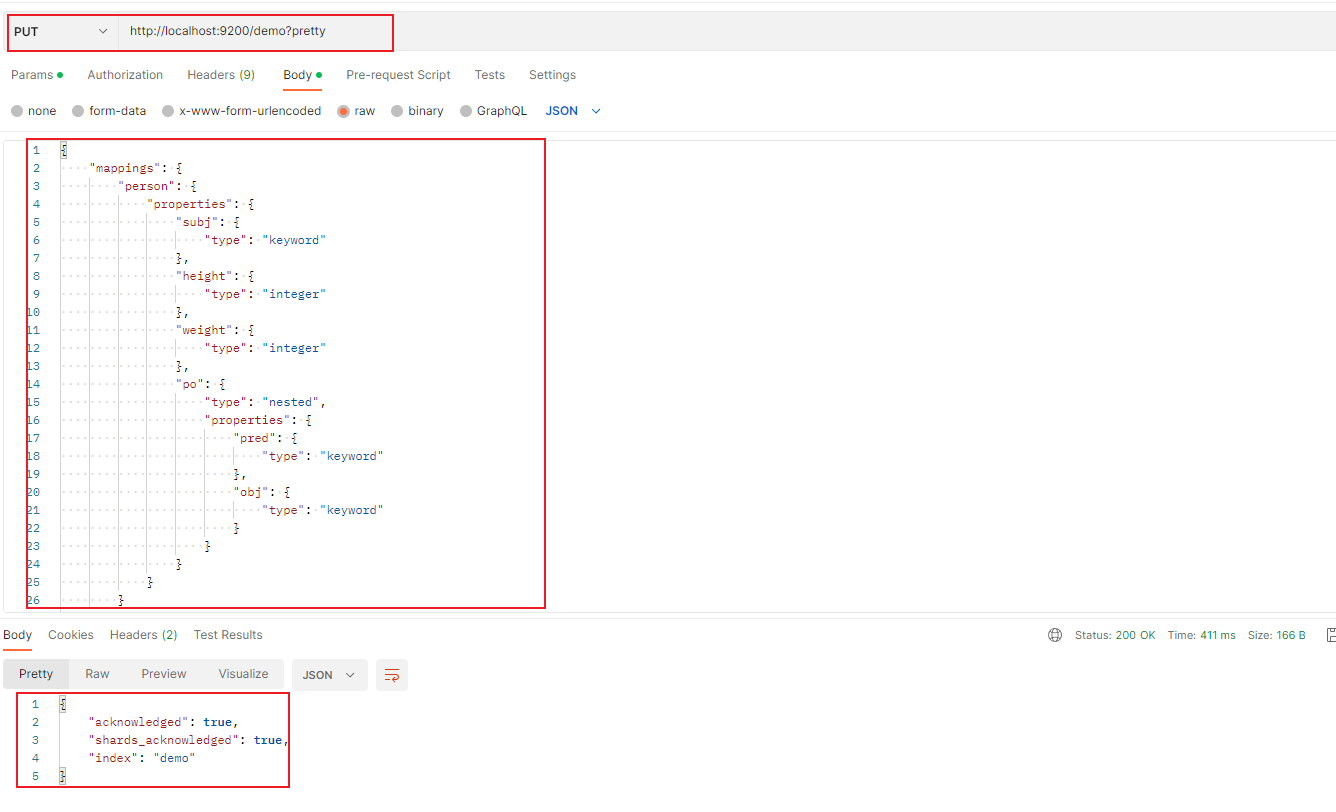 PUT http://localhost:9200/demo?pretty
Params Authorization Headers (9) Body Pre-request Script Tests Settings
none form-data x-www-form-urlencoded raw binary GraphQL JSON
1 {
2 "mappings": {
3 "person": {
4 "properties": {
5 "subj": {
6 "type": "keyword"
7 },
8 "height": {
9 "type": "integer"
10 },
11 "weight": {
12 "type": "integer"
13 },
14 "po": {
15 "type": "nested",
16 "properties": {
17 "pred": {
18 "type": "keyword"
19 },
20 "obj": {
21 "type": "keyword"
22 }
23 }
24 }
25 }
26 }
Body Cookies Headers (2) Test Results Status: 200 OK Time: 411 ms Size: 166 B
Pretty Raw Preview Visualize JSON
1 {
2 "acknowledged": true,
3 "shards_acknowledged": true,
4 "index": "demo"
5 }